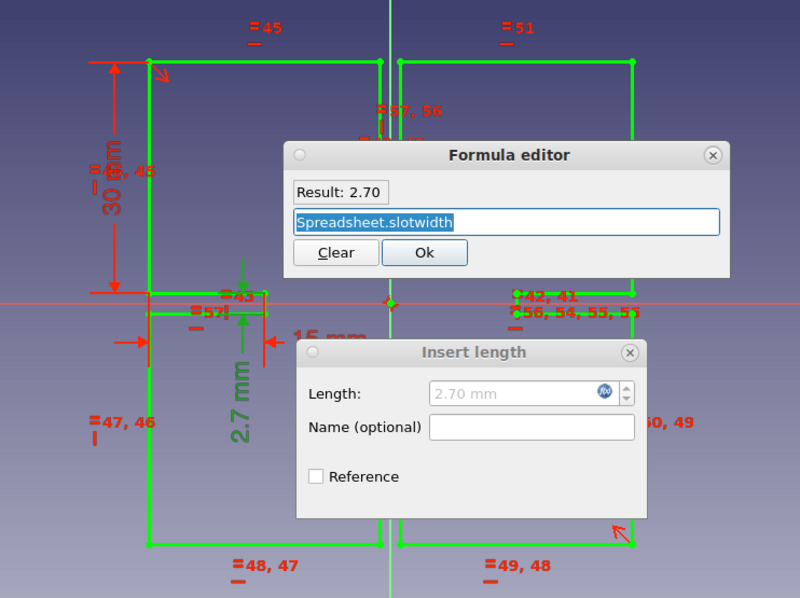 =45
=51
=57, 56
30 mm
Formula editor
Result: 2.70
Spreadsheet.slotwidth
Clear
Ok
=43
=57
=42, 41
=56, 54, 55, 53
15 mm
2.7 mm
Insert length
Length:
2.70 mm
f(x)
Name (optional)
Reference
=47, 46
50, 49
=48, 47
=49, 48